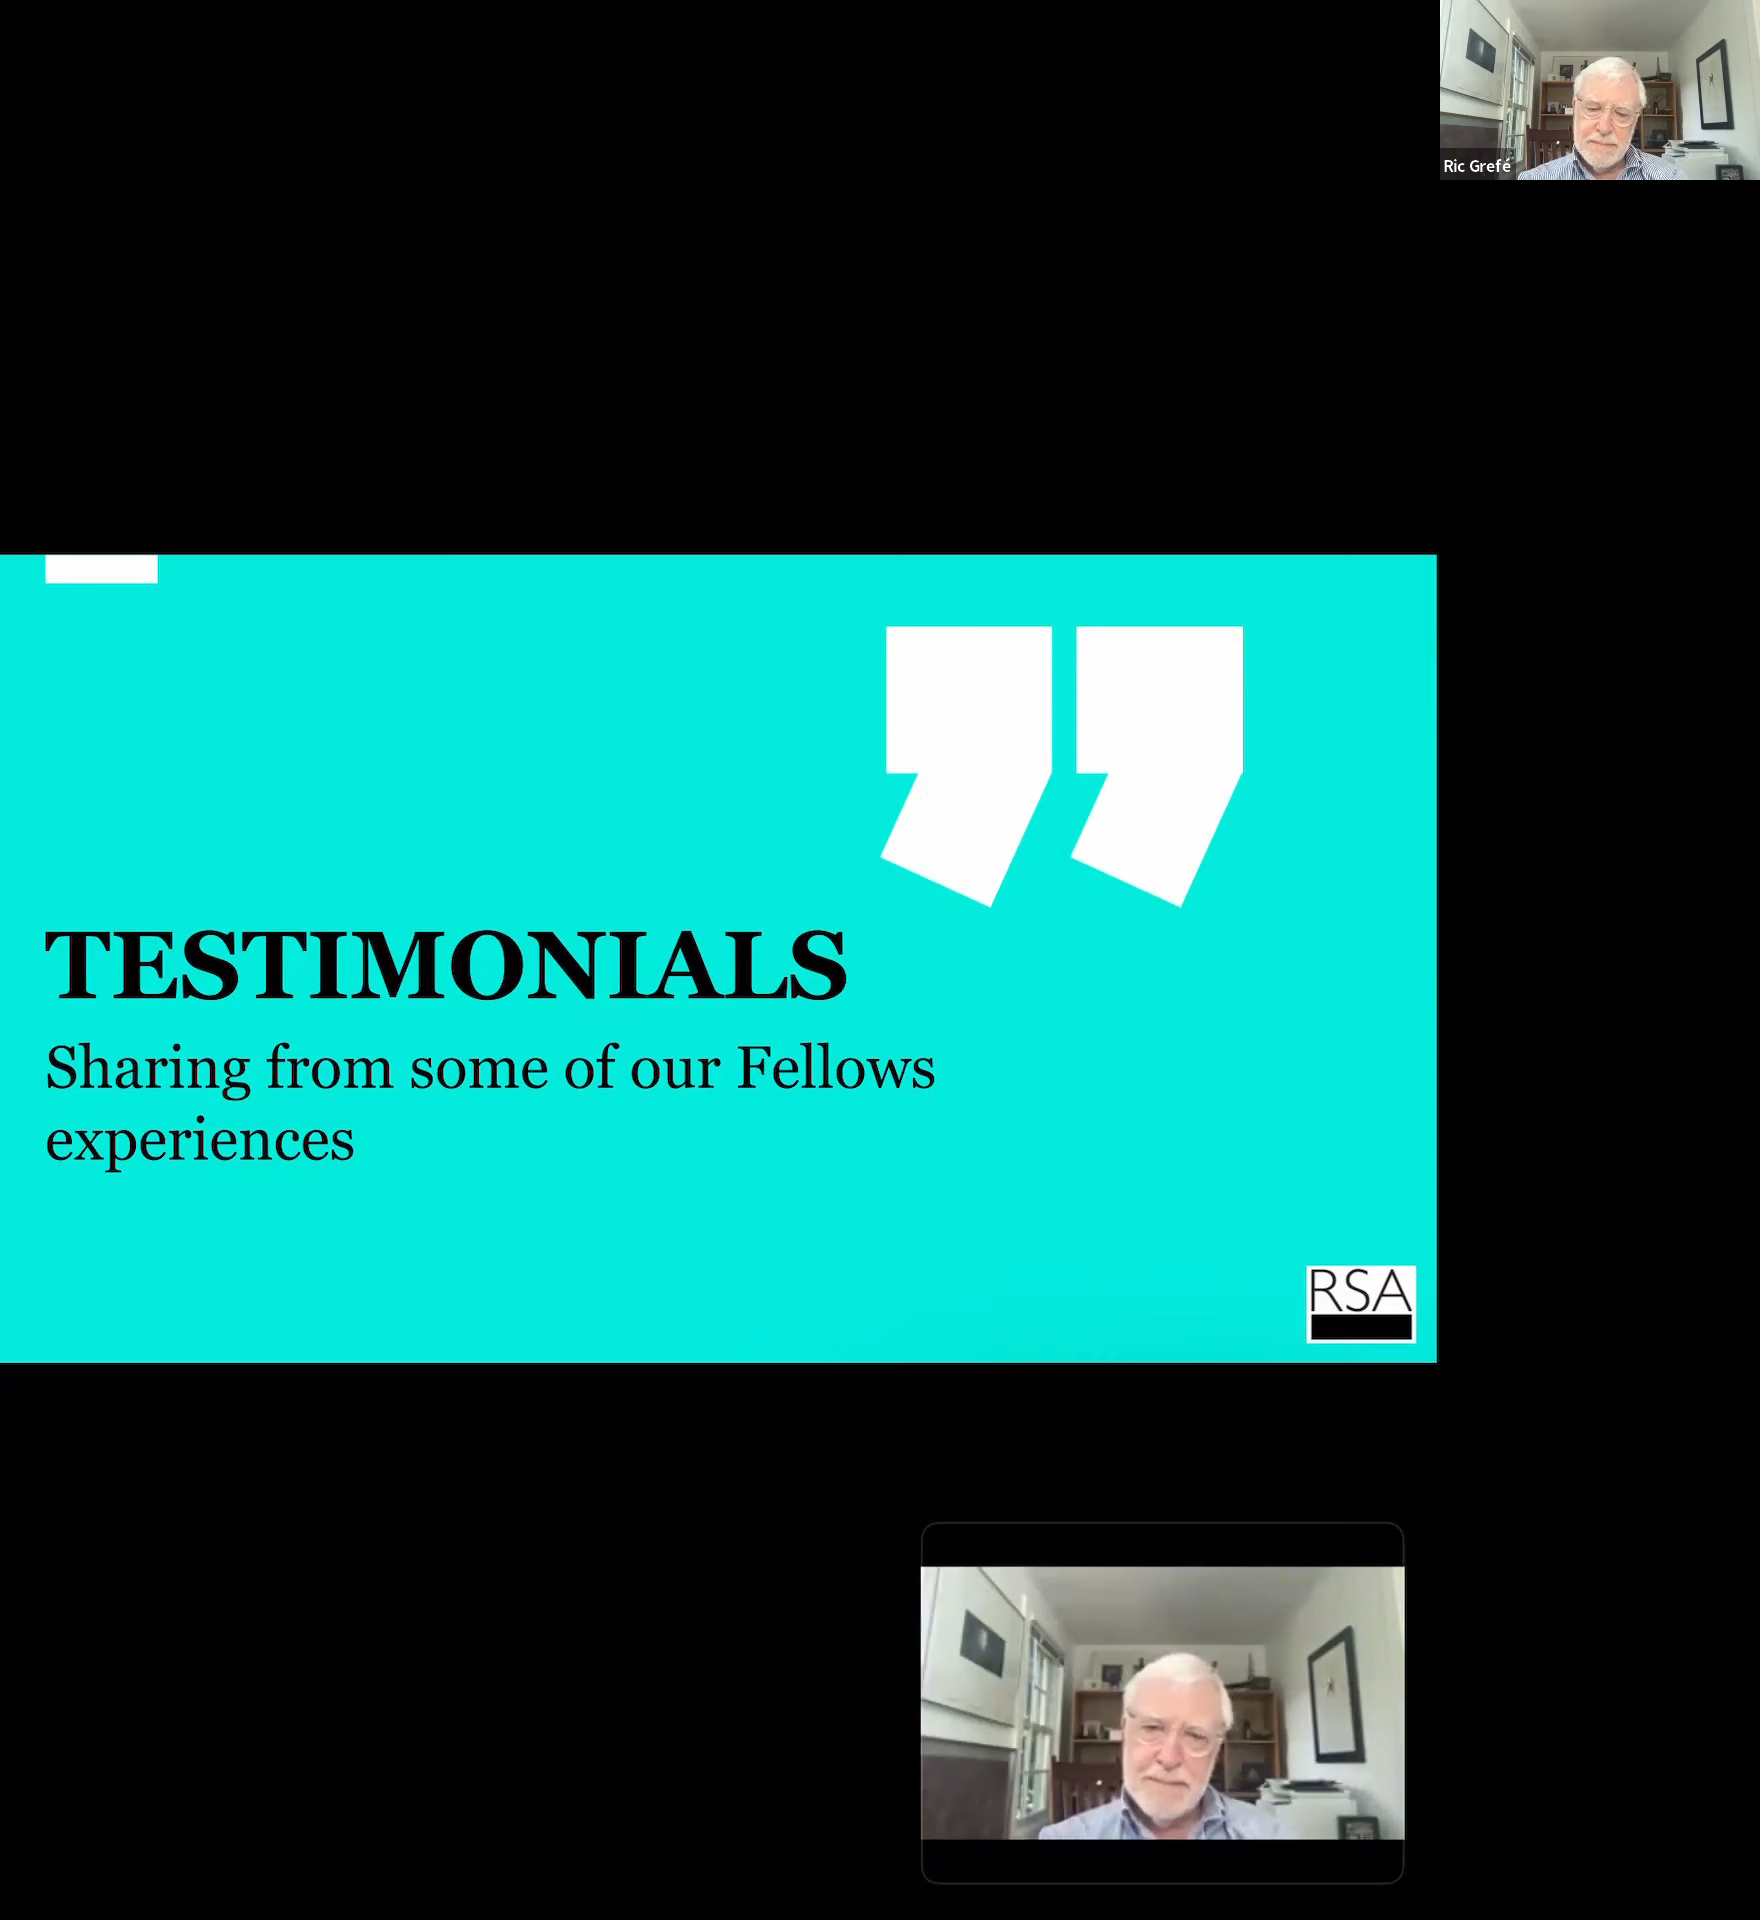 Ric Grefé
TESTIMONIALS
Sharing from some of our Fellows
experiences
RSA